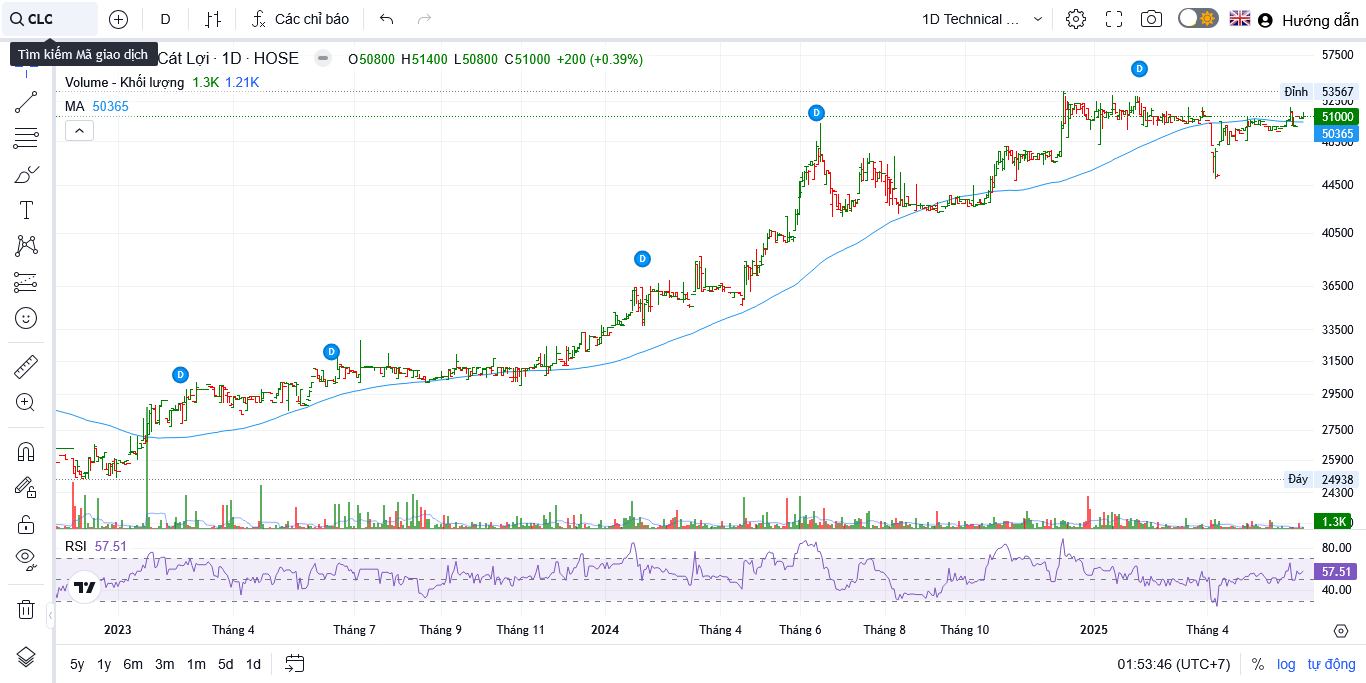 CLC
D
Các chỉ báo
1D Technical ...
Hướng dẫn
Tìm kiếm Mã giao dịch
Cát Lợi · 1D · HOSE
O50800 H51400 L50800 C51000 +200 (+0.39%)
Volume - Khối lượng 1.3K 1.21K
MA 50365
57500
Đỉnh 53567
52500
51000
50365
48500
44500
40500
36500
33500
31500
29500
27500
25900
Đáy 24938
24300
1.3K
D
D
D
D
D
RSI 57.51
80.00
57.51
40.00
2023 Tháng 4 Tháng 7 Tháng 9 Tháng 11 2024 Tháng 4 Tháng 6 Tháng 8 Tháng 10 2025 Tháng 4
5y 1y 6m 3m 1m 5d 1d
01:53:46 (UTC+7) % log tự động